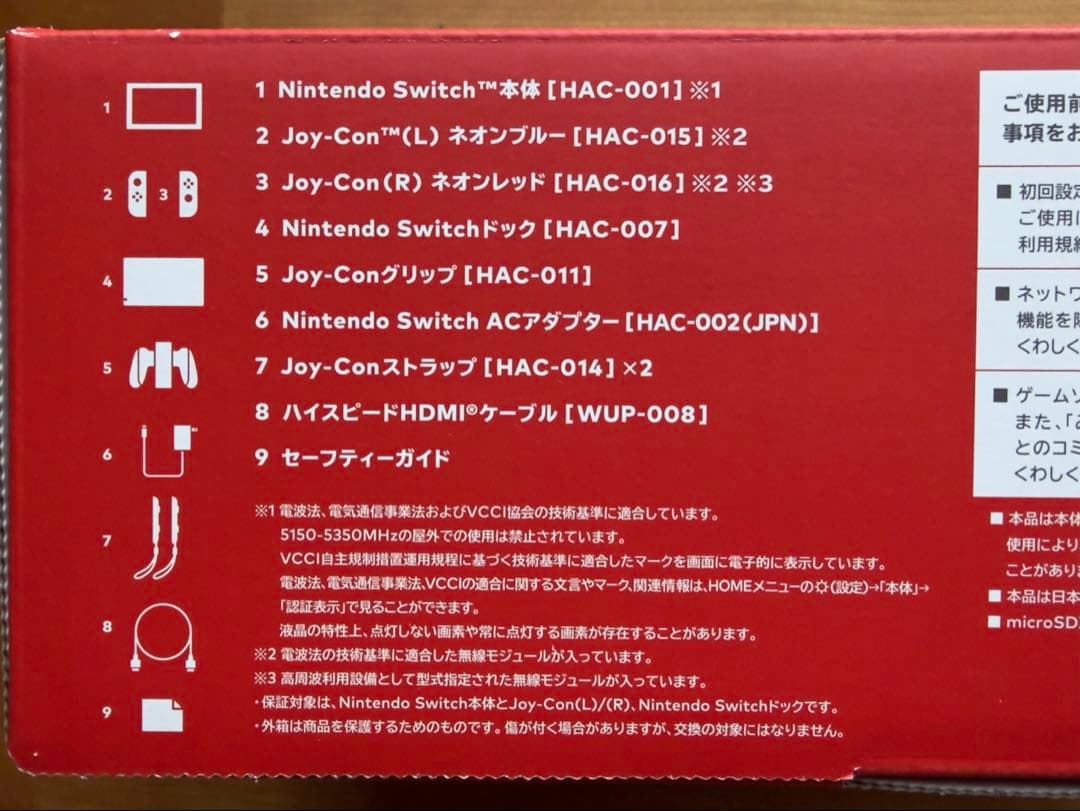 1 Nintendo Switch™本体 [HAC-001] ※1
2 Joy-Con™(L) ネオンブルー [HAC-015] ※2
3 Joy-Con(R) ネオンレッド [HAC-016] ※2 ※3
4 Nintendo Switchドック [HAC-007]
5 Joy-Conグリップ [HAC-011]
6 Nintendo Switch ACアダプター [HAC-002(JPN)]
7 Joy-Conストラップ [HAC-014] ×2
8 ハイスピードHDMI®ケーブル [WUP-008]
9 セーフティーガイド
1
2 3
4
5
6
7
8
9
※1 電波法、電気通信事業法およびVCCI協会の技術基準に適合しています。
5150-5350MHzの屋外での使用は禁止されています。
VCCI自主規制措置運用規程に基づく技術基準に適合したマークを画面に電子的に表示しています。
電波法、電気通信事業法、VCCIの適合に関する文言やマーク、関連情報は、HOMEメニューの(設定)→「本体」→
「認証表示」で見ることができます。
液晶の特性上、点灯しない画素や常に点灯する画素が存在することがあります。
※2 電波法の技術基準に適合した無線モジュールが入っています。
※3 高周波利用設備として型式指定された無線モジュールが入っています。
・保証対象は、Nintendo Switch本体とJoy-Con(L)/(R)、Nintendo Switchドックです。
・外箱は商品を保護するためのものです。傷が付く場合がありますが、交換の対象にはなりません。
ご使用前
事項をお
■ 初回設定
ご使用に
利用規約
■ ネットワ
機能を限
くわしく
■ ゲームソ
また、「
とのコミ
くわしく
■ 本品は本体
使用により
ことがあり
■ 本品は日本
■ microSD